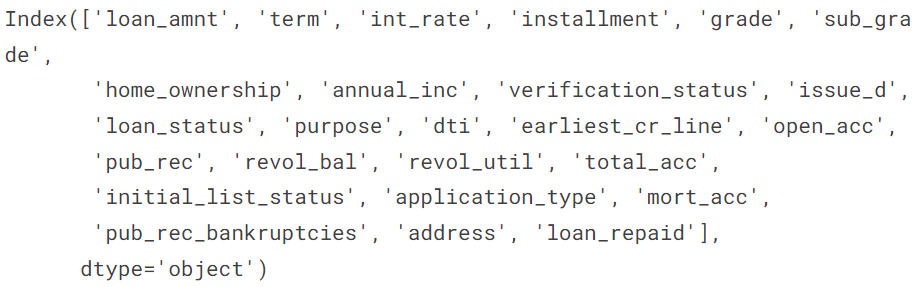 Index(['loan_amnt', 'term', 'int_rate', 'installment', 'grade', 'sub_gra
de',
       'home_ownership', 'annual_inc', 'verification_status', 'issue_d',
       'loan_status', 'purpose', 'dti', 'earliest_cr_line', 'open_acc',
       'pub_rec', 'revol_bal', 'revol_util', 'total_acc',
       'initial_list_status', 'application_type', 'mort_acc',
       'pub_rec_bankruptcies', 'address', 'loan_repaid'],
      dtype='object')